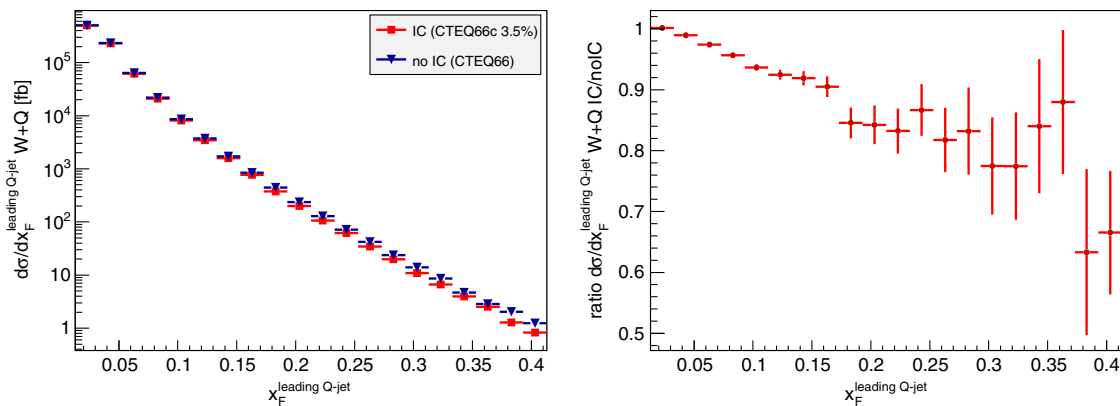 dσ/dx_F^{leading Q-jet} W+Q [fb]
10^5
10^4
10^3
10^2
10
1
IC (CTEQ66c 3.5%)
no IC (CTEQ66)
0.05 0.1 0.15 0.2 0.25 0.3 0.35 0.4
x_F^{leading Q-jet}
ratio dσ/dx_F^{leading Q-jet} W+Q IC/noIC
1
0.9
0.8
0.7
0.6
0.5
0.05 0.1 0.15 0.2 0.25 0.3 0.35 0.4
x_F^{leading Q-jet}